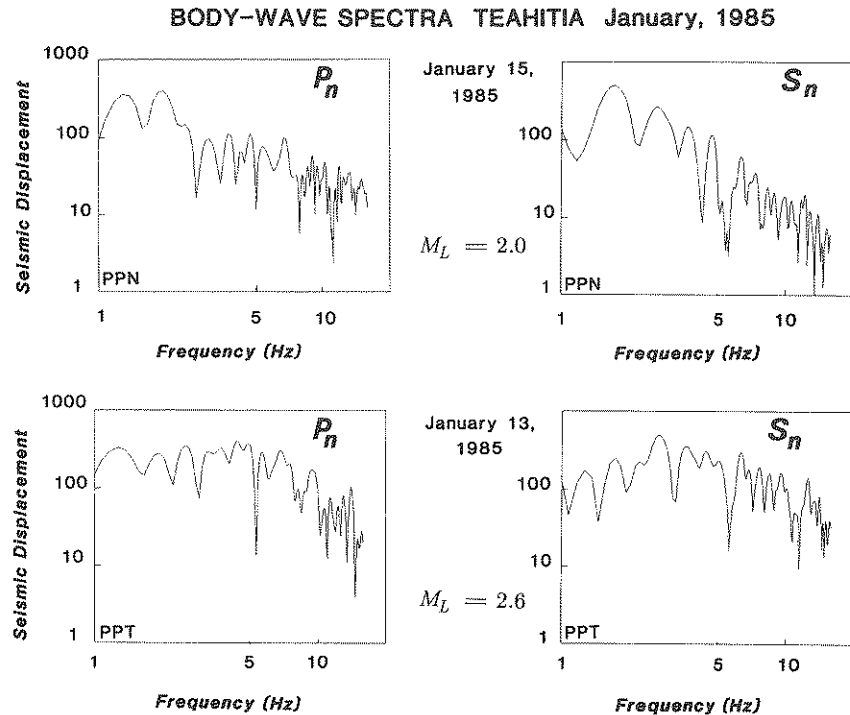 BODY-WAVE SPECTRA TEAHITIA January, 1985
Seismic Displacement
1000
100
10
1
Pn
PPN
1
5
10
Frequency (Hz)
January 15,
1985
ML = 2.0
100
10
1
Sn
PPN
1
5
10
Frequency (Hz)
Seismic Displacement
1000
100
10
1
Pn
PPT
1
5
10
Frequency (Hz)
January 13,
1985
ML = 2.6
100
10
1
Sn
PPT
1
5
10
Frequency (Hz)